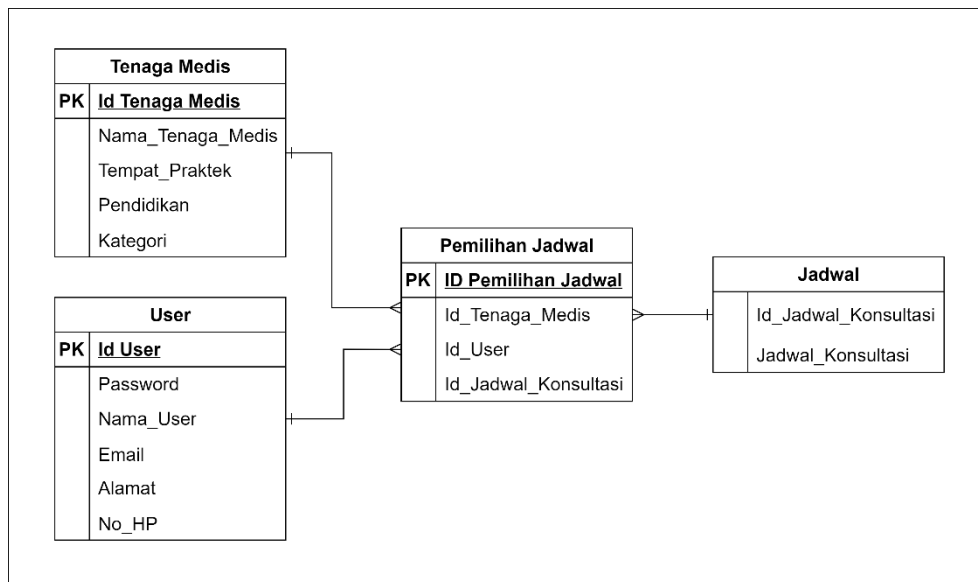 Tenaga Medis
PK Id Tenaga Medis
Nama_Tenaga_Medis
Tempat_Praktek
Pendidikan
Kategori
User
PK Id User
Password
Nama_User
Email
Alamat
No_HP
Pemilihan Jadwal
PK ID Pemilihan Jadwal
Id_Tenaga_Medis
Id_User
Id_Jadwal_Konsultasi
Jadwal
Id_Jadwal_Konsultasi
Jadwal_Konsultasi